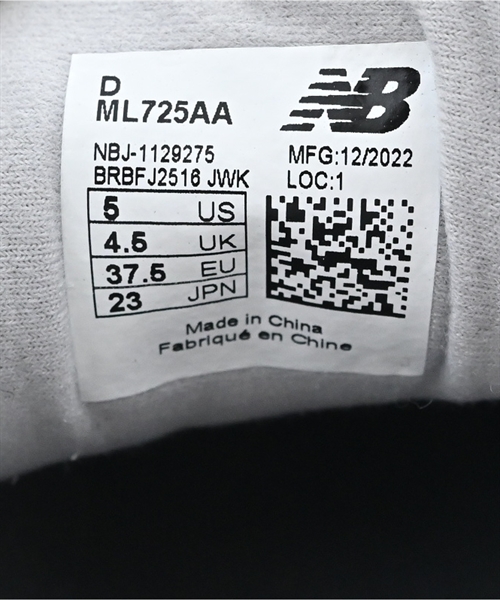 D
ML725AA
NB
NBJ-1129275
MFG:12/2022
BRBFJ2516 JWK
LOC:1
5 US
4.5 UK
37.5 EU
23 JPN
Made in China
Fabriqué en Chine